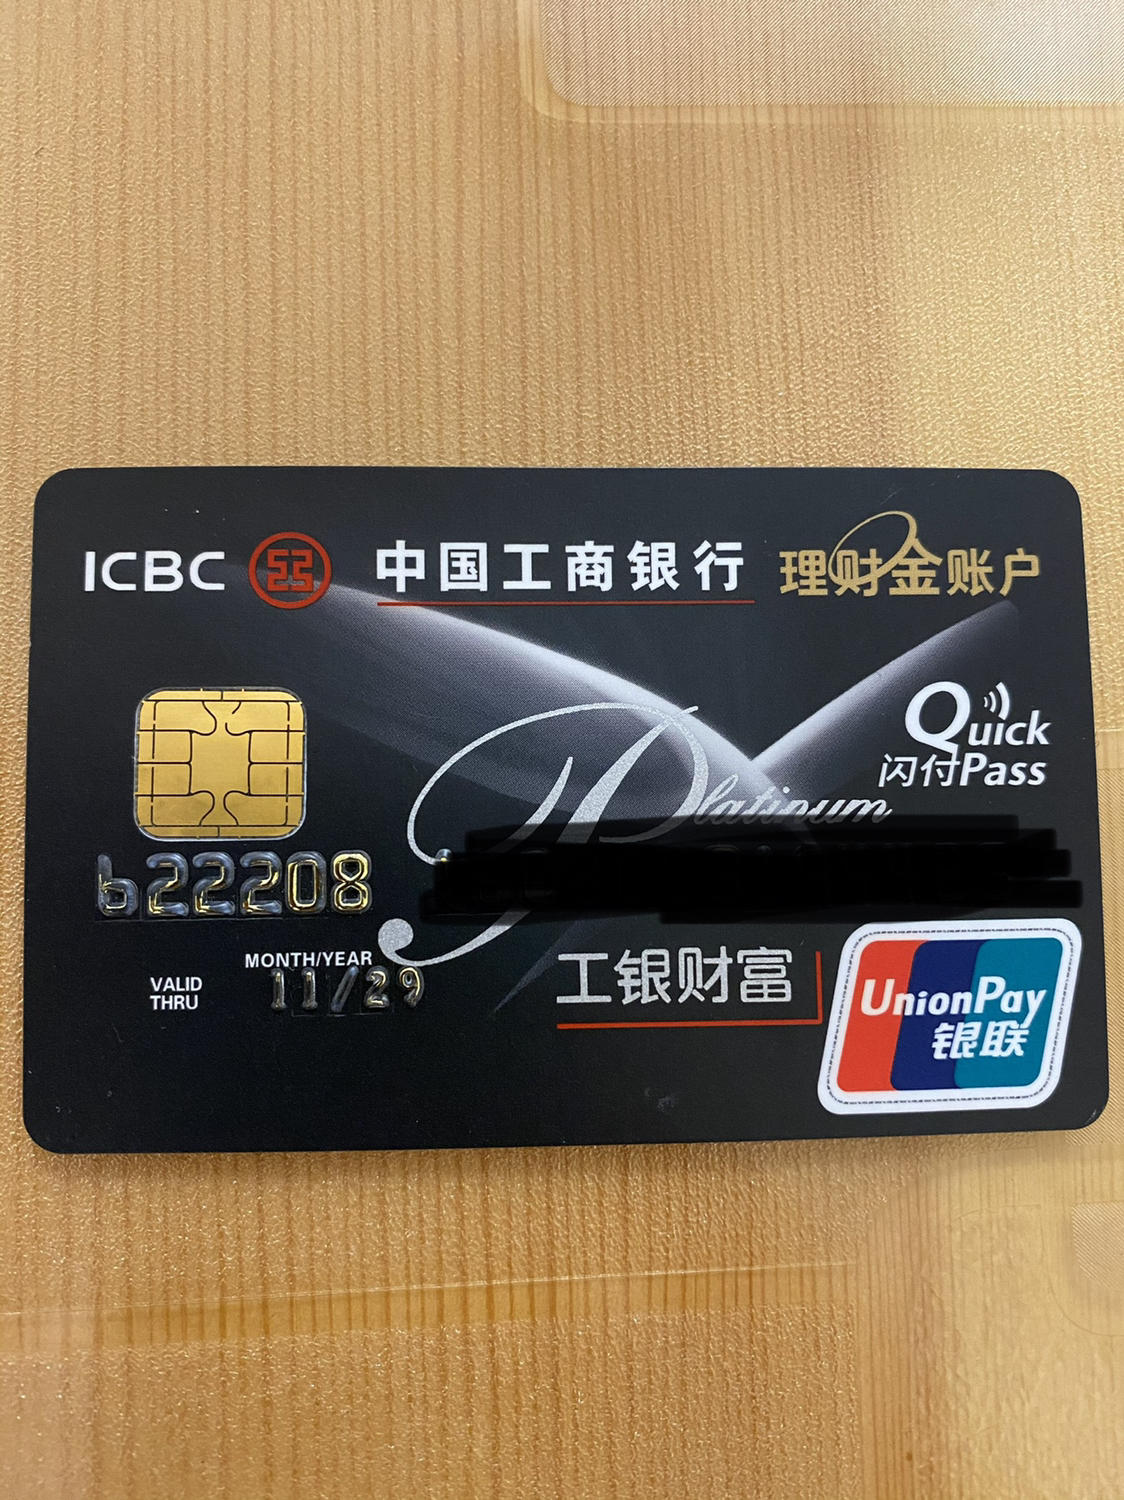 ICBC 中国工商银行 理财金账户
Quick
闪付Pass
Platinum
622208
MONTH/YEAR
VALID
THRU
11/29
工银财富
UnionPay
银联